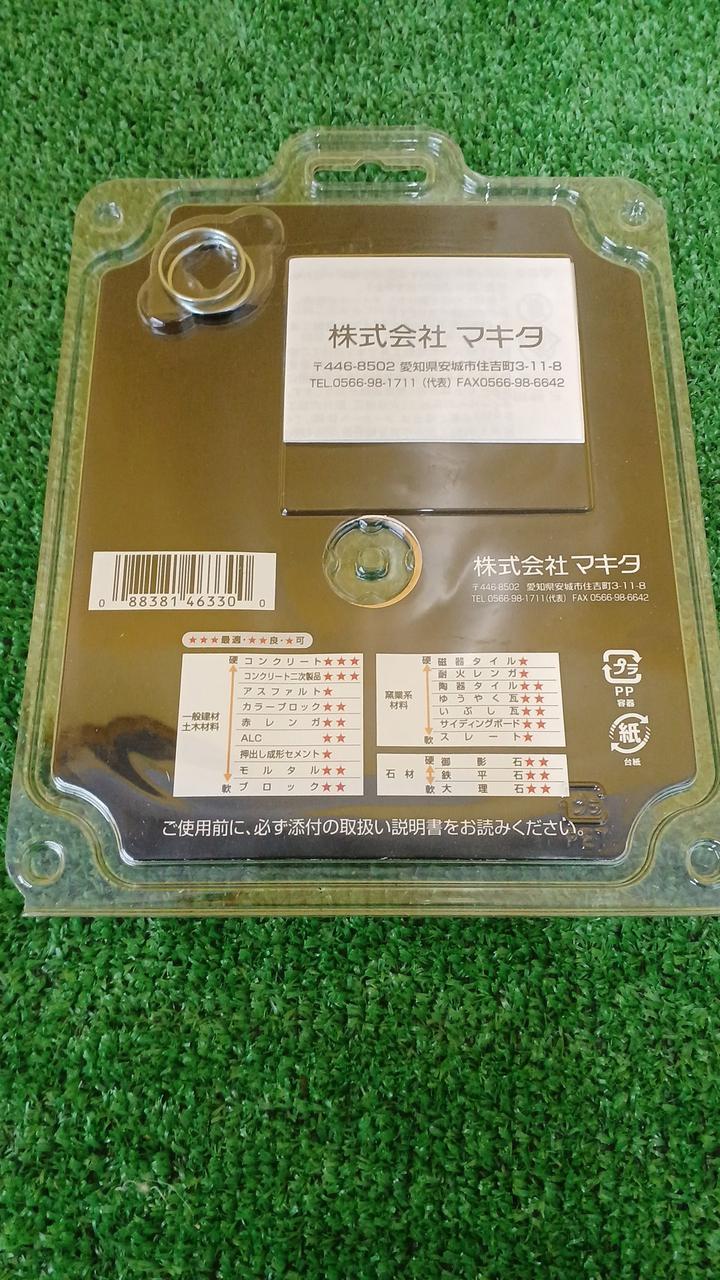 株式会社 マキタ
〒446-8502 愛知県安城市住吉町3-11-8
TEL.0566-98-1711（代表）FAX0566-98-6642
0 88381 46330 0
株式会社 マキタ
〒446-8502 愛知県安城市住吉町3-11-8
TEL 0566-98-1711(代表) FAX 0566-98-6642
★★★最適・★★良・★可
一般建材
土木材料
硬
軟
コンクリート★★★
コンクリート二次製品★★★
アスファルト★
カラーブロック★★
赤レンガ★★
ALC ★★
押出し成形セメント★
モルタル★★
ブロック★★
窯業系
材料
硬
軟
磁器タイル★
耐火レンガ★
陶器タイル★★
ゆうやく瓦★★
いぶし瓦★★
サイディングボード★★
スレート★
石材
硬
軟
御影石★★
鉄平石★★
大理石★★
プラ
PP
容器
紙
台紙
ご使用前に、必ず添付の取扱い説明書をお読みください。
プラ